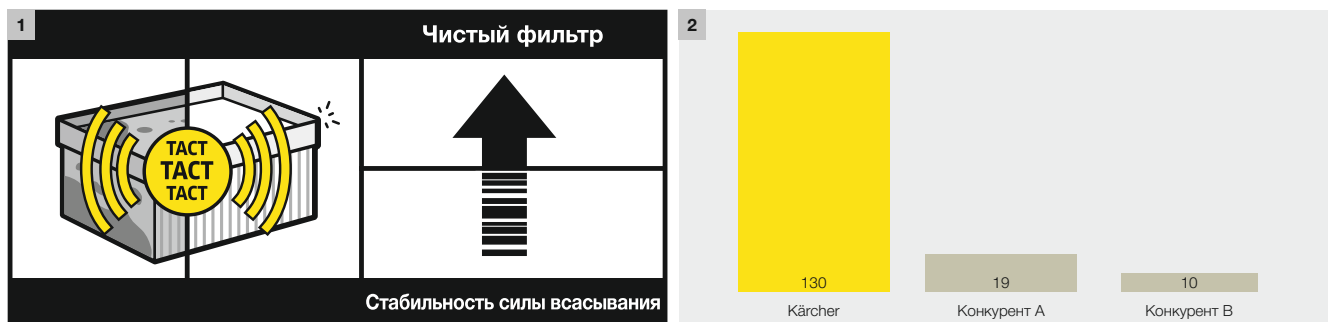 1
Чистый фильтр
TACT
TACT
TACT
Стабильность силы всасывания
2
130
19
10
Kärcher
Конкурент A
Конкурент B